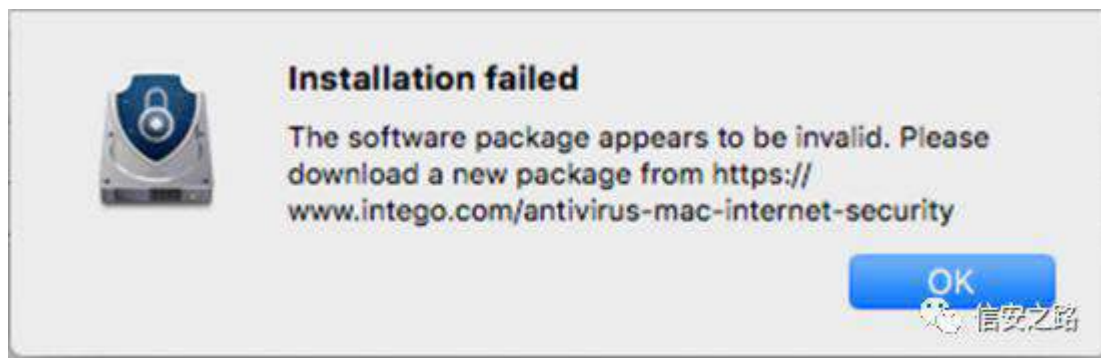 Installation failed
The software package appears to be invalid. Please
download a new package from https://
www.intego.com/antivirus-mac-internet-security
OK
信安之路